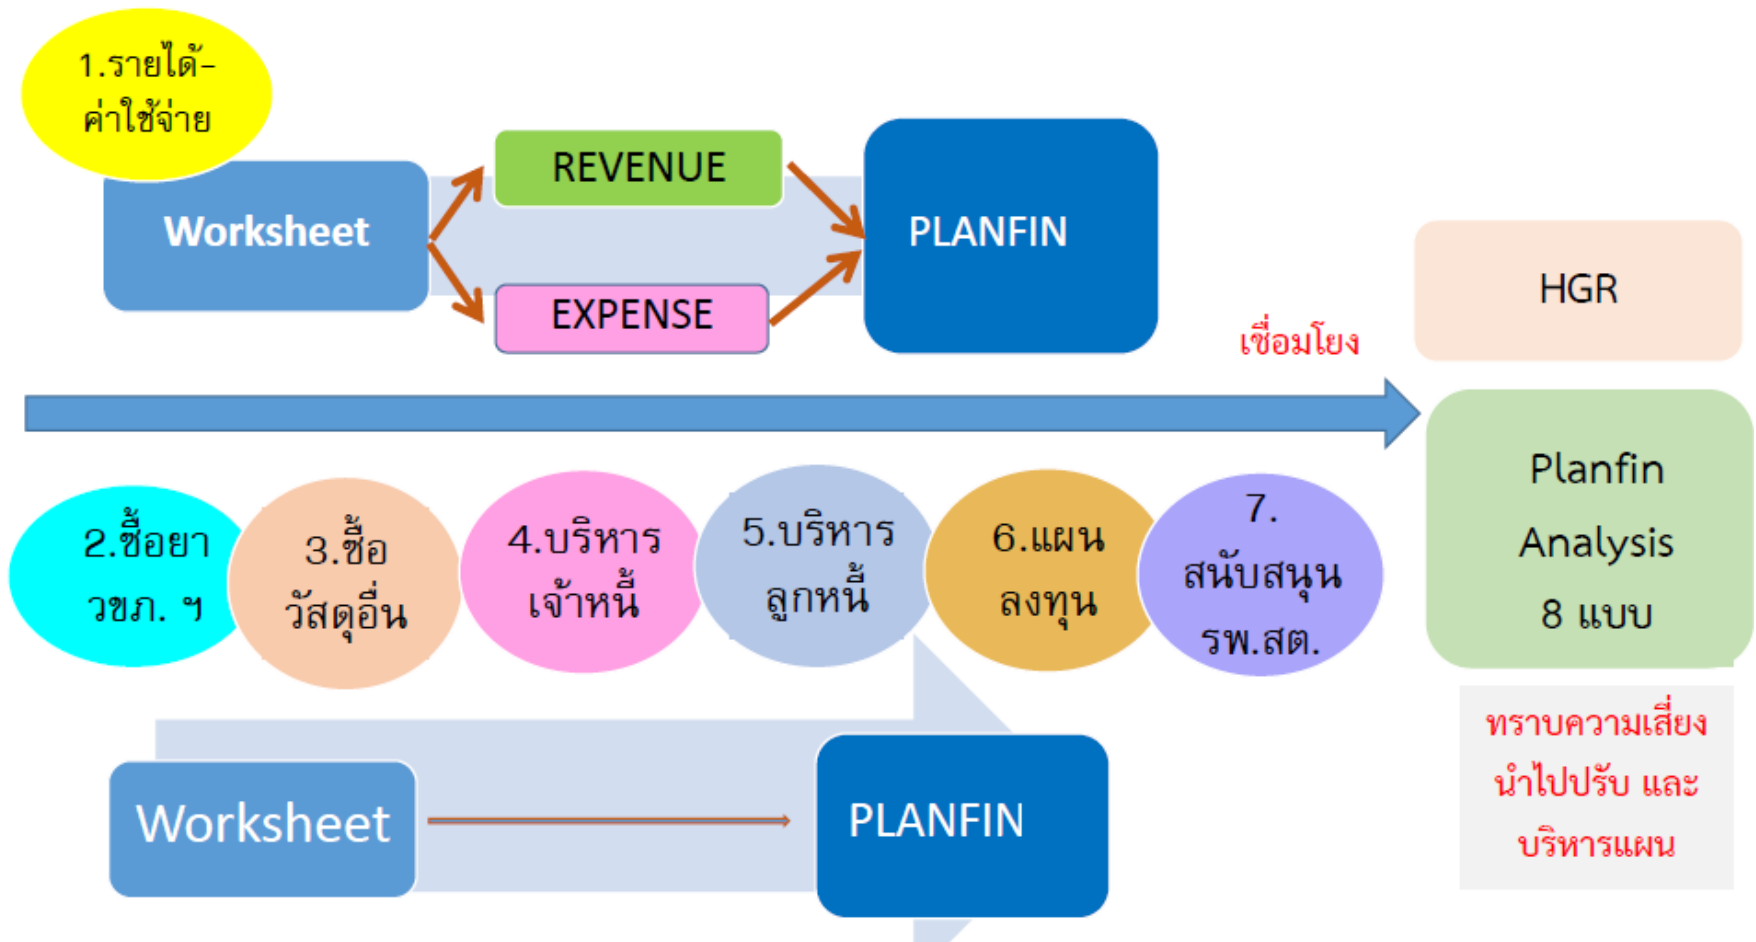 1.รายได้-
ค่าใช้จ่าย
Worksheet
REVENUE
EXPENSE
PLANFIN
HGR
เชื่อมโยง
Planfin
Analysis
8 แบบ
2.ซื้อยา
วขภ. ฯ
3.ซื้อ
วัสดุอื่น
4.บริหาร
เจ้าหนี้
5.บริหาร
ลูกหนี้
6.แผน
ลงทุน
7.
สนับสนุน
รพ.สต.
ทราบความเสี่ยง
นำไปปรับ และ
บริหารแผน
Worksheet
PLANFIN